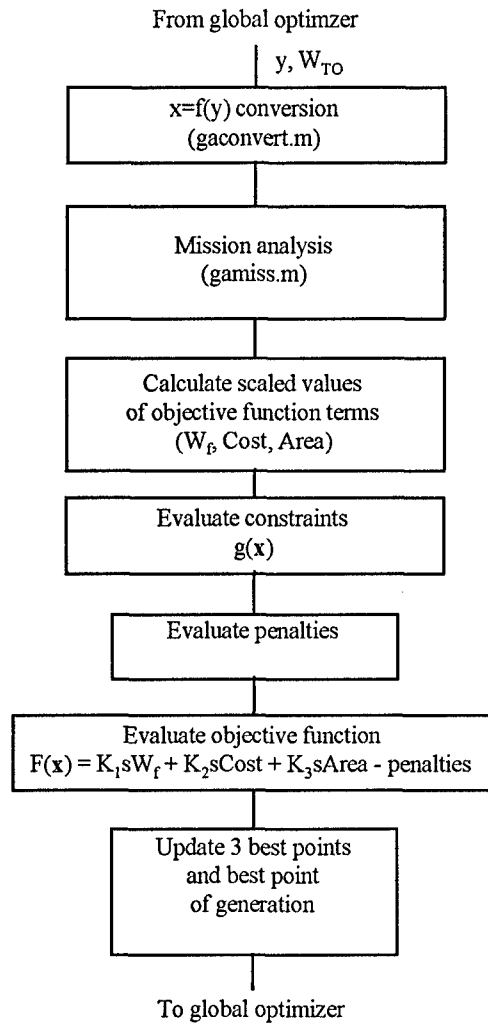 From global optimzer
y, W_TO
x=f(y) conversion
(gaconvert.m)
Mission analysis
(gamiss.m)
Calculate scaled values
of objective function terms
(W_f, Cost, Area)
Evaluate constraints
g(x)
Evaluate penalties
Evaluate objective function
F(x) = K_1sW_f + K_2sCost + K_3sArea - penalties
Update 3 best points
and best point
of generation
To global optimizer